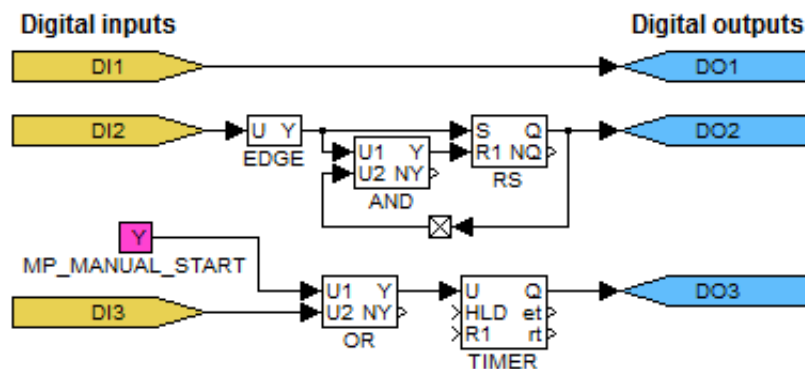 Digital inputs Digital outputs
DI1 DO1
DI2 U Y S Q DO2
EDGE U1 Y R1 NQ
U2 NY RS
AND
Y
MP_MANUAL_START
U1 Y U Q DO3
DI3 U2 NY HLD et
OR R1 rt
TIMER